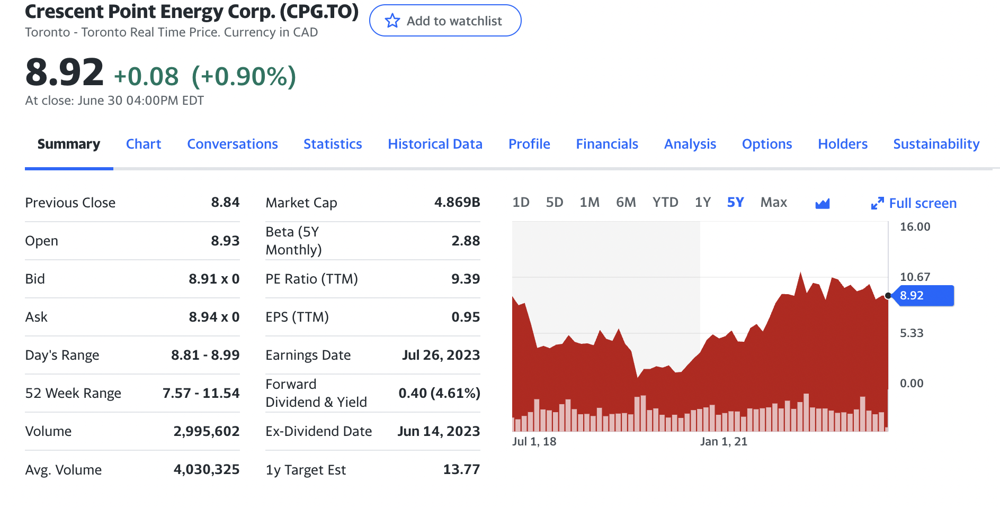 Crescent Point Energy Corp. (CPG.TO)
Add to watchlist
Toronto - Toronto Real Time Price. Currency in CAD
8.92 +0.08 (+0.90%)
At close: June 30 04:00PM EDT
Summary Chart Conversations Statistics Historical Data Profile Financials Analysis Options Holders Sustainability
Previous Close 8.84
Open 8.93
Bid 8.91 x 0
Ask 8.94 x 0
Day's Range 8.81 - 8.99
52 Week Range 7.57 - 11.54
Volume 2,995,602
Avg. Volume 4,030,325
Market Cap 4.869B
Beta (5Y
Monthly) 2.88
PE Ratio (TTM) 9.39
EPS (TTM) 0.95
Earnings Date Jul 26, 2023
Forward
Dividend & Yield 0.40 (4.61%)
Ex-Dividend Date Jun 14, 2023
1y Target Est 13.77
1D 5D 1M 6M YTD 1Y 5Y Max Full screen
16.00
10.67
8.92
5.33
0.00
Jul 1, 18 Jan 1, 21